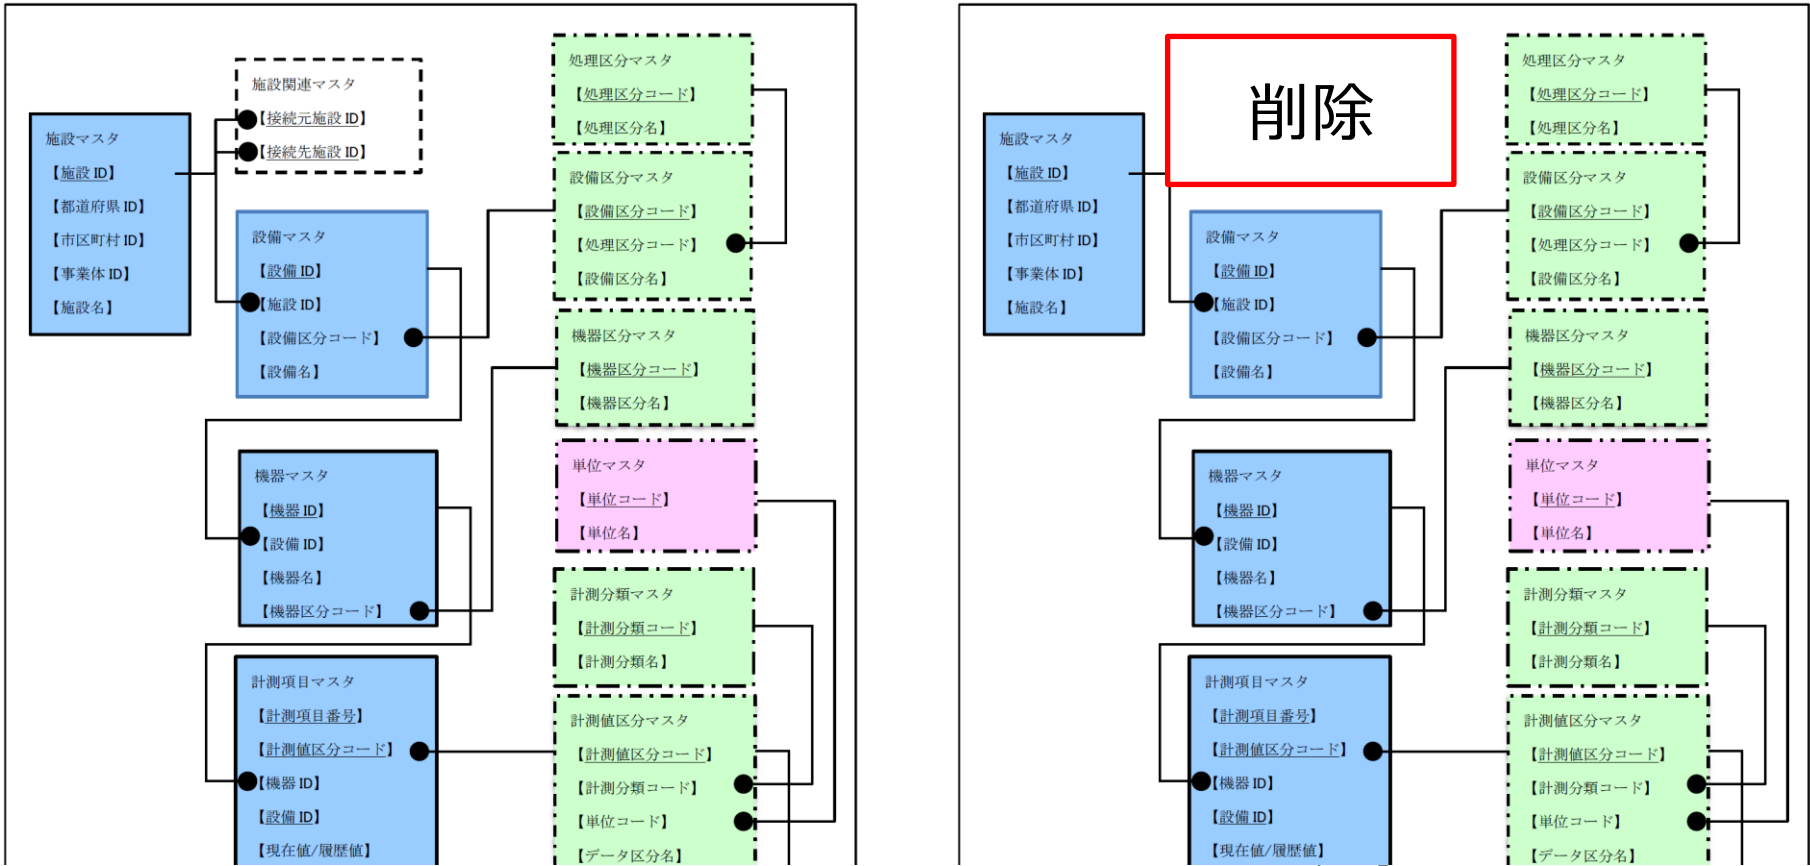 施設関連マスタ
【接続元施設 ID】
【接続先施設 ID】
施設マスタ
【施設 ID】
【都道府県 ID】
【市区町村 ID】
【事業体 ID】
【施設名】
設備マスタ
【設備 ID】
【施設 ID】
【設備区分コード】
【設備名】
機器マスタ
【機器 ID】
【設備 ID】
【機器名】
【機器区分コード】
計測項目マスタ
【計測項目番号】
【計測値区分コード】
【機器 ID】
【設備 ID】
【現在値/履歴値】
処理区分マスタ
【処理区分コード】
【処理区分名】
設備区分マスタ
【設備区分コード】
【処理区分コード】
【設備区分名】
機器区分マスタ
【機器区分コード】
【機器区分名】
単位マスタ
【単位コード】
【単位名】
計測分類マスタ
【計測分類コード】
【計測分類名】
計測値区分マスタ
【計測値区分コード】
【計測分類コード】
【単位コード】
【データ区分名】
削除
施設マスタ
【施設 ID】
【都道府県 ID】
【市区町村 ID】
【事業体 ID】
【施設名】
設備マスタ
【設備 ID】
【施設 ID】
【設備区分コード】
【設備名】
機器マスタ
【機器 ID】
【設備 ID】
【機器名】
【機器区分コード】
計測項目マスタ
【計測項目番号】
【計測値区分コード】
【機器 ID】
【設備 ID】
【現在値/履歴値】
処理区分マスタ
【処理区分コード】
【処理区分名】
設備区分マスタ
【設備区分コード】
【処理区分コード】
【設備区分名】
機器区分マスタ
【機器区分コード】
【機器区分名】
単位マスタ
【単位コード】
【単位名】
計測分類マスタ
【計測分類コード】
【計測分類名】
計測値区分マスタ
【計測値区分コード】
【計測分類コード】
【単位コード】
【データ区分名】